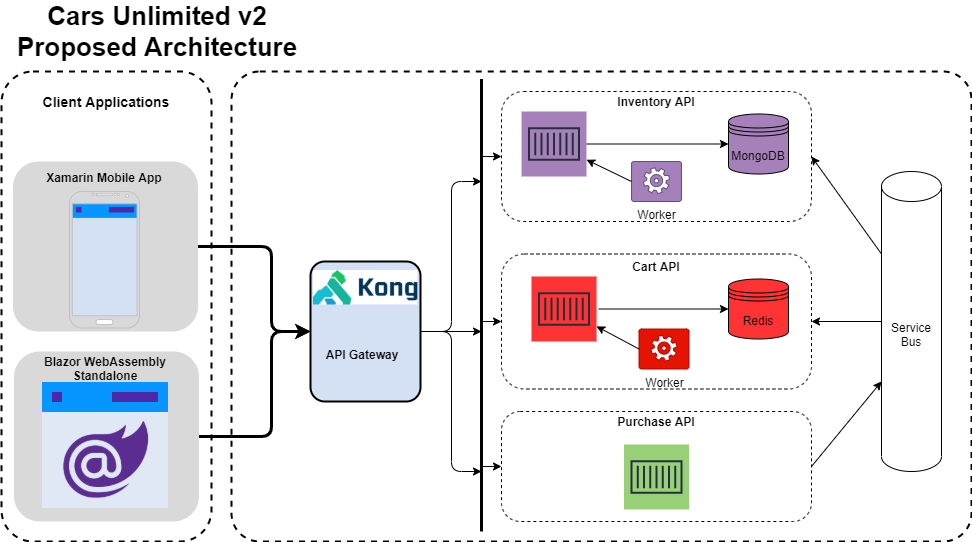 Cars Unlimited v2
Proposed Architecture
Client Applications
Xamarin Mobile App
Blazor WebAssembly
Standalone
@
Kong
API Gateway
Inventory API
MongoDB
Worker
Cart API
Redis
Worker
Purchase API
Service
Bus